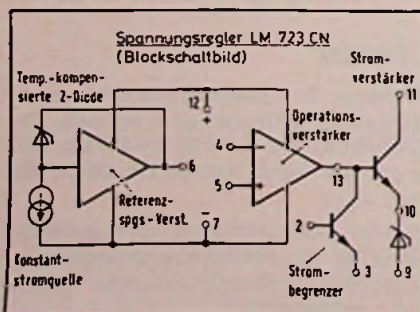 Spannungsregler LM 723 CN
(Blockschaltbild)
Temp.-kompen-
sierte Z-Diode
Strom-
verstärker
11
12
+
Operations-
verstärker
4
-
5
+
6
13
10
Referenz-
spgs-Verst.
-
7
2
Konstant-
stromquelle
Strom-
begrenzer
3
9